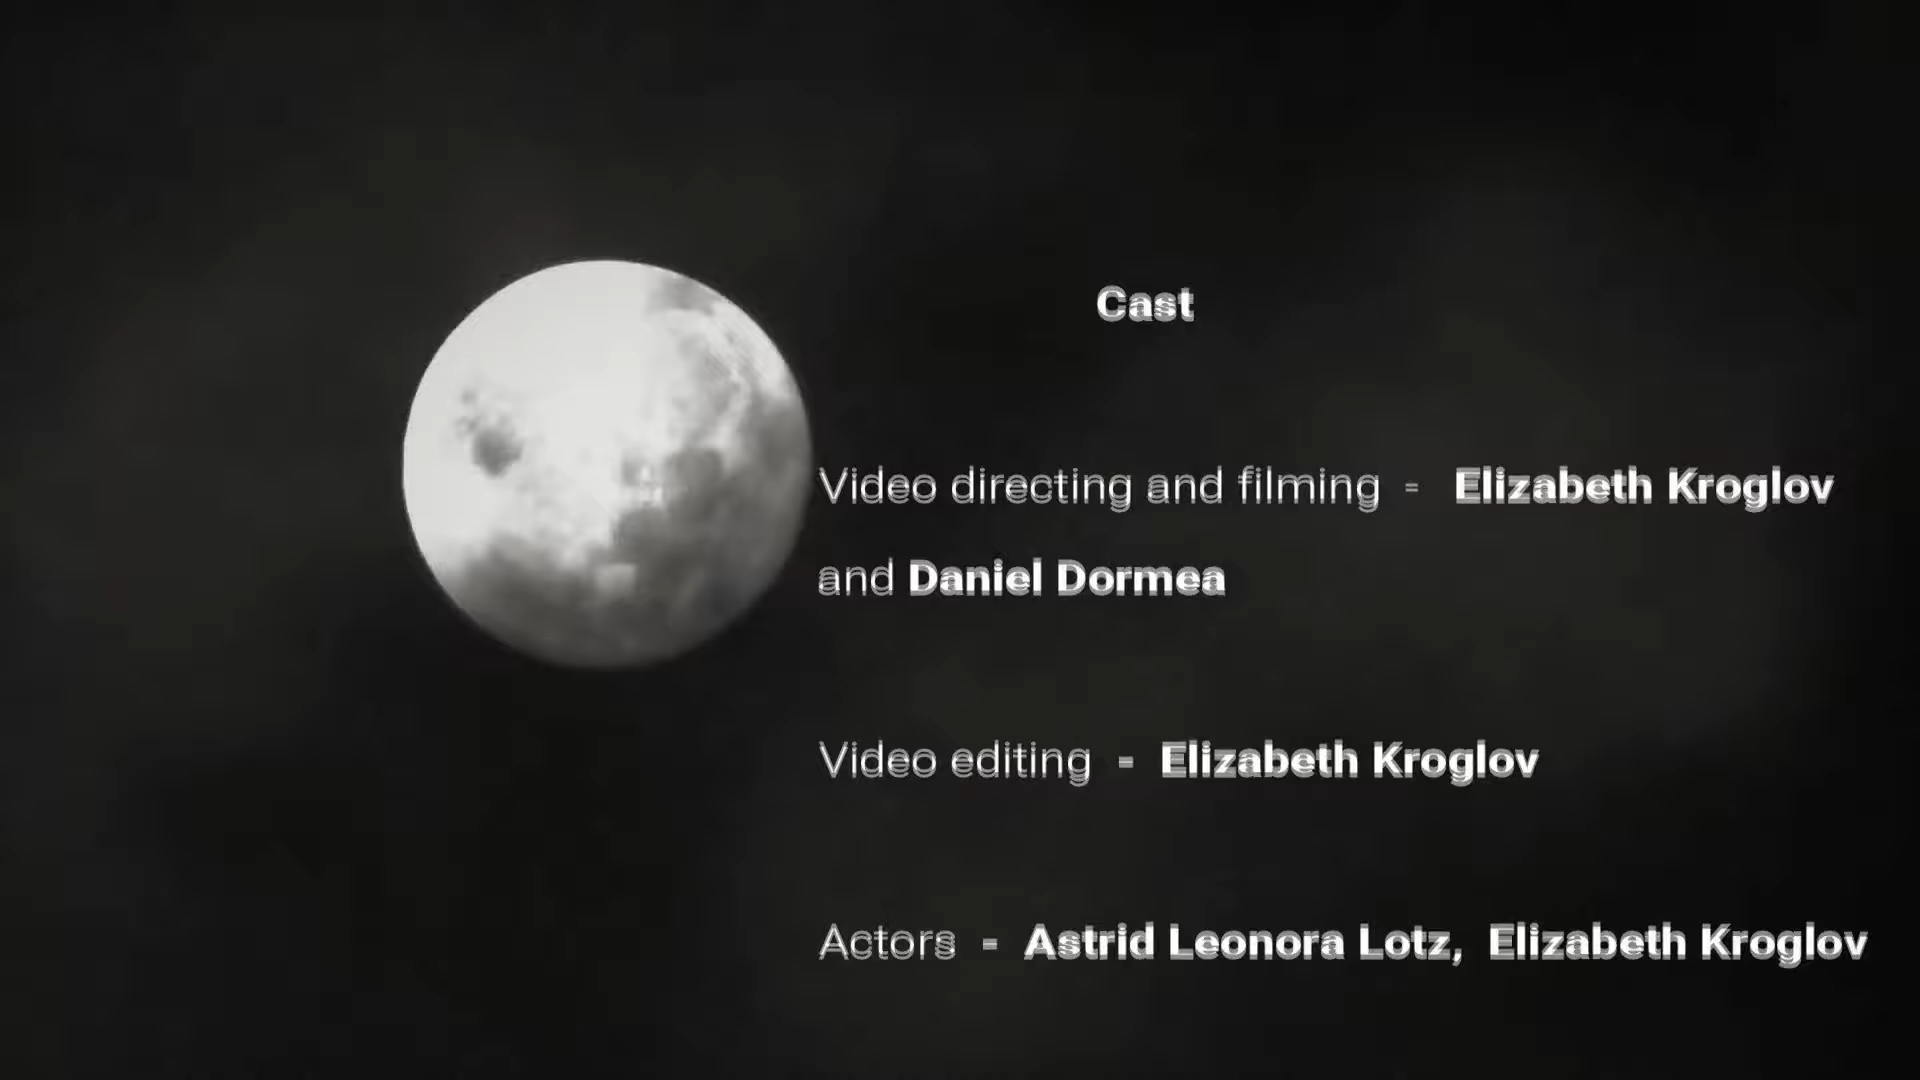 Cast
Video directing and filming - Elizabeth Kroglov
and Daniel Dormea
Video editing - Elizabeth Kroglov
Actors - Astrid Leonora Lotz, Elizabeth Kroglov